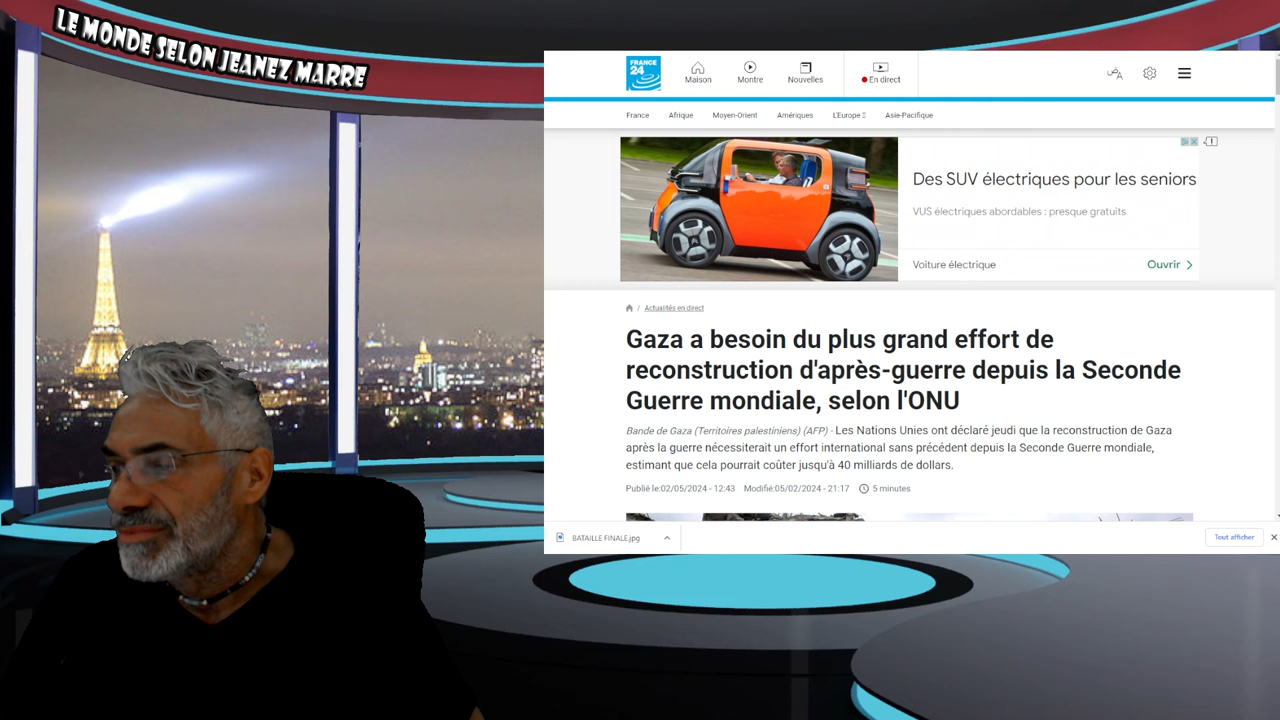 LE MONDE SELON JEANEZ MARRE
FRANCE
24
Maison
Montre
Nouvelles
En direct
France
Afrique
Moyen-Orient
Amériques
L'Europe
Asie-Pacifique
Des SUV électriques pour les seniors
VUS électriques abordables : presque gratuits
Voiture électrique
Ouvrir
/ Actualités en direct
Gaza a besoin du plus grand effort de
reconstruction d'après-guerre depuis la Seconde
Guerre mondiale, selon l'ONU
Bande de Gaza (Territoires palestiniens) (AFP) - Les Nations Unies ont déclaré jeudi que la reconstruction de Gaza
après la guerre nécessiterait un effort international sans précédent depuis la Seconde Guerre mondiale,
estimant que cela pourrait coûter jusqu'à 40 milliards de dollars.
Publié le:02/05/2024 - 12:43 Modifié:05/02/2024 - 21:17 5 minutes
BATAILLE FINALE.jpg
Tout afficher